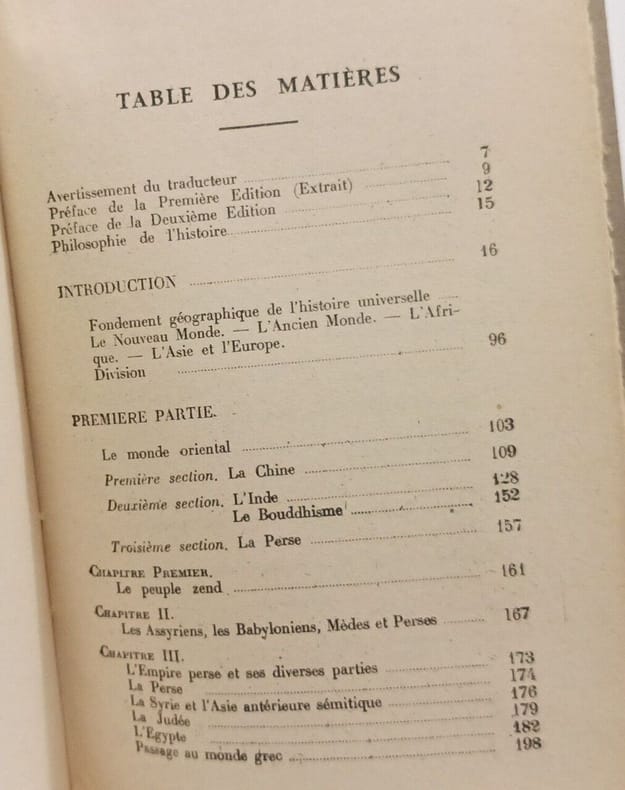 TABLE DES MATIÈRES
Avertissement du traducteur 7
Préface de la Première Edition (Extrait) 9
Préface de la Deuxième Edition 12
Philosophie de l'histoire 15
INTRODUCTION 16
Fondement géographique de l'histoire universelle
Le Nouveau Monde. — L'Ancien Monde. — L'Afri-
que. — L'Asie et l'Europe.
Division 96
PREMIERE PARTIE.
Le monde oriental 103
Première section. La Chine 109
Deuxième section. L'Inde 128
Le Bouddhisme 152
Troisième section. La Perse 157
CHAPITRE PREMIER.
Le peuple zend 161
CHAPITRE II.
Les Assyriens, les Babyloniens, Mèdes et Perses 167
CHAPITRE III.
L'Empire perse et ses diverses parties 173
La Perse 174
La Syrie et l'Asie antérieure sémitique 176
La Judée 179
L'Egypte 182
Passage au monde grec 198